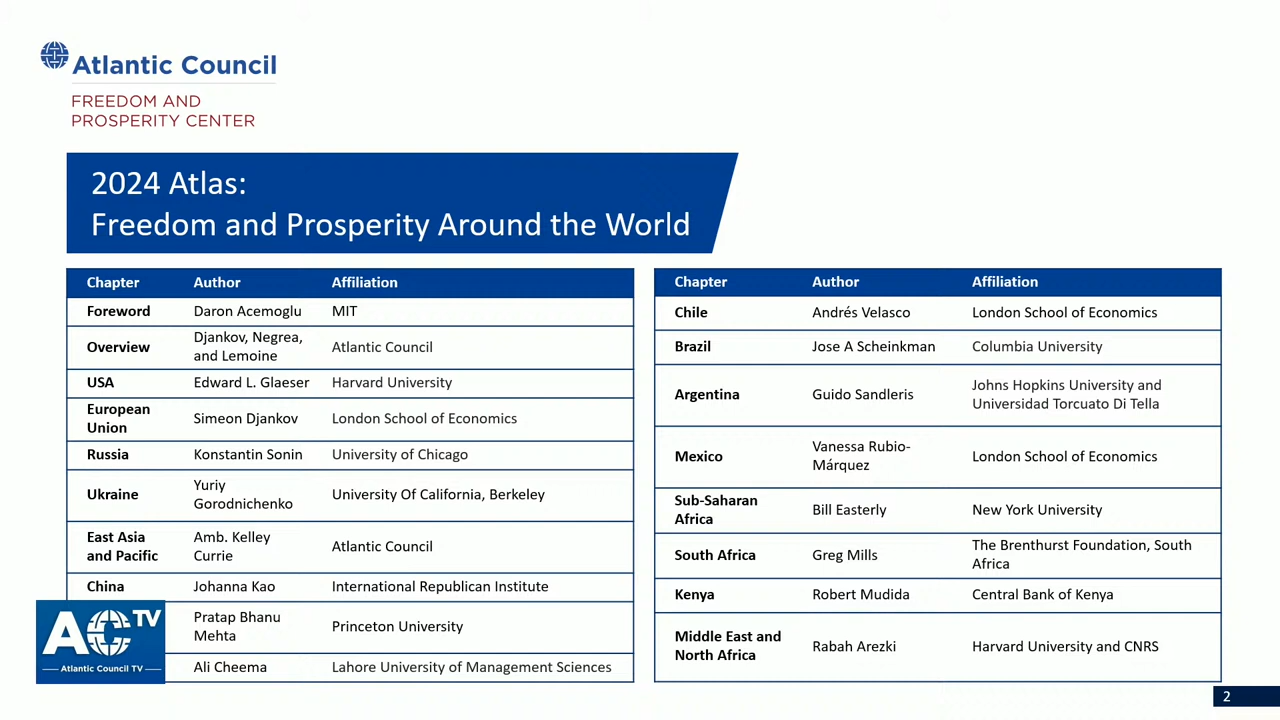 Atlantic Council
FREEDOM AND
PROSPERITY CENTER
2024 Atlas:
Freedom and Prosperity Around the World
Chapter Author Affiliation
Foreword Daron Acemoglu MIT
Overview Djankov, Negrea,
and Lemoine Atlantic Council
USA Edward L. Glaeser Harvard University
European
Union Simeon Djankov London School of Economics
Russia Konstantin Sonin University of Chicago
Ukraine Yuriy
Gorodnichenko University Of California, Berkeley
East Asia
and Pacific Amb. Kelley
Currie Atlantic Council
China Johanna Kao International Republican Institute
Pratap Bhanu
Mehta Princeton University
Ali Cheema Lahore University of Management Sciences
Chapter Author Affiliation
Chile Andrés Velasco London School of Economics
Brazil Jose A Scheinkman Columbia University
Argentina Guido Sandleris Johns Hopkins University and
Universidad Torcuato Di Tella
Mexico Vanessa Rubio-
Márquez London School of Economics
Sub-Saharan
Africa Bill Easterly New York University
South Africa Greg Mills The Brenthurst Foundation, South
Africa
Kenya Robert Mudida Central Bank of Kenya
Middle East and
North Africa Rabah Arezki Harvard University and CNRS
AC TV
Atlantic Council TV
2